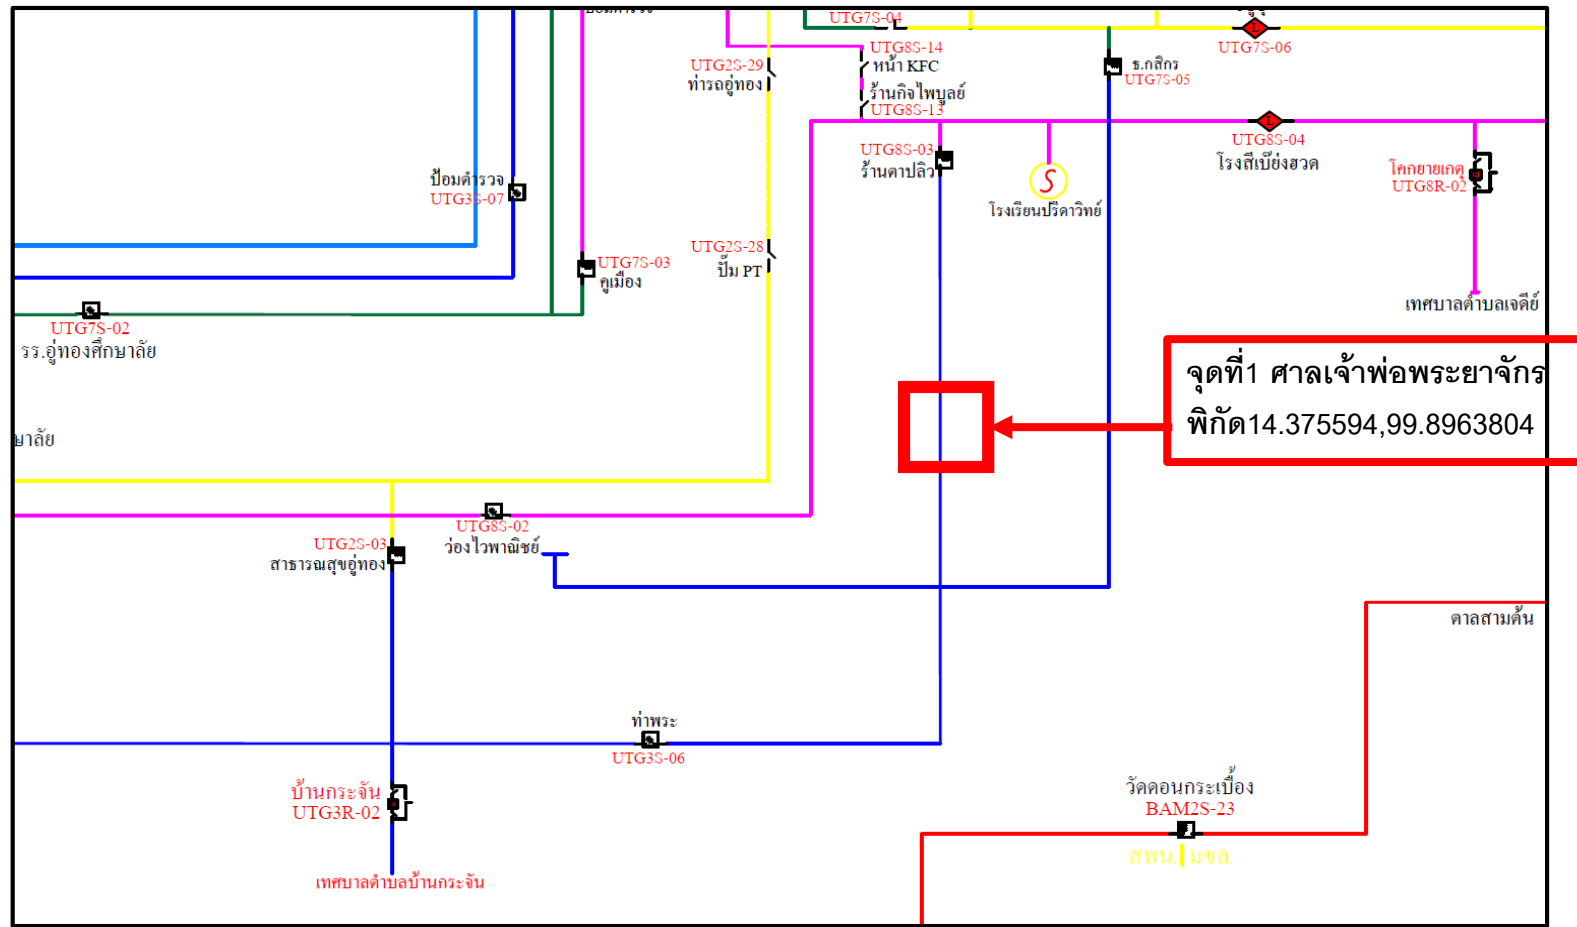 UTG7S-04
UTG8S-14
หน้า KFC
UTG7S-06
UTG2S-29
ท่ารถอู่ทอง
ร้านกิจไพบูลย์
UTG8S-13
ธ.กสิกร
UTG7S-05
UTG8S-03
ร้านตาปลิว
UTG8S-04
โรงสีเบ๊ย่งฮวด
โคกยายเกตุ
UTG8R-02
ป้อมตำรวจ
UTG3S-07
S
โรงเรียนปรีดาวิทย์
UTG2S-28
ปั๊ม PT
UTG7S-03
คูเมือง
เทศบาลตำบลเจดีย์
UTG7S-02
รร.อู่ทองศึกษาลัย
จุดที่1 ศาลเจ้าพ่อพระยาจักร
พิกัด14.375594,99.8963804
ษาลัย
UTG8S-02
ว่องไวพาณิชย์
UTG2S-03
สาธารณสุขอู่ทอง
ตาลสามต้น
ท่าพระ
UTG3S-06
บ้านกระจัน
UTG3R-02
วัดดอนกระเบื้อง
BAM2S-23
สพน. มขล.
เทศบาลตำบลบ้านกระจัน